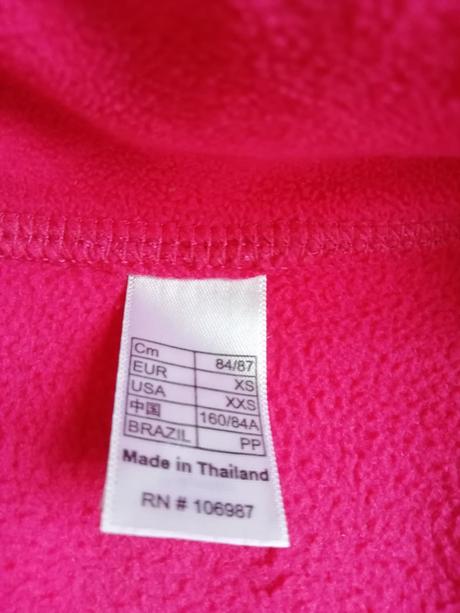 Cm 84/87
EUR XS
USA XXS
中国 160/84A
BRAZIL PP
Made in Thailand
RN # 106987